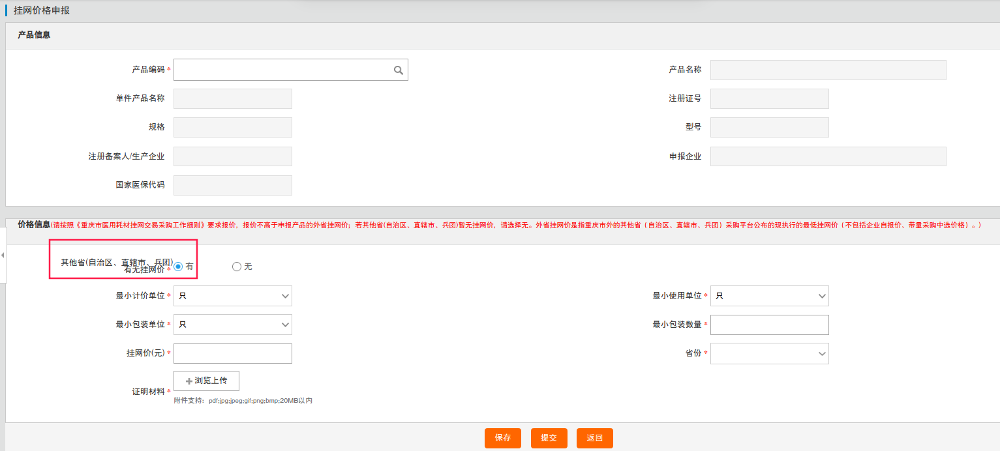 挂网价格申报
产品信息
产品编码 *
产品名称
单件产品名称
注册证号
规格
型号
注册备案人/生产企业
申报企业
国家医保代码
价格信息(请按照《重庆市医用耗材挂网交易采购工作细则》要求报价，报价不高于申报产品的外省挂网价；若其他省(自治区、直辖市、兵团)暂无挂网价，请选择无。外省挂网价是指重庆市外的其他省（自治区、直辖市、兵团）采购平台公布的现执行的最低挂网价（不包括企业自报价、带量采购中选价格）。)
其他省(自治区、直辖市、兵团)
有无挂网价 * 有 无
最小计价单位 * 只
最小使用单位 * 只
最小包装单位 * 只
最小包装数量 *
挂网价(元) *
省份 *
证明材料 * 浏览上传
附件支持：pdf;jpg;jpeg;gif;png;bmp;20MB以内
保存 提交 返回